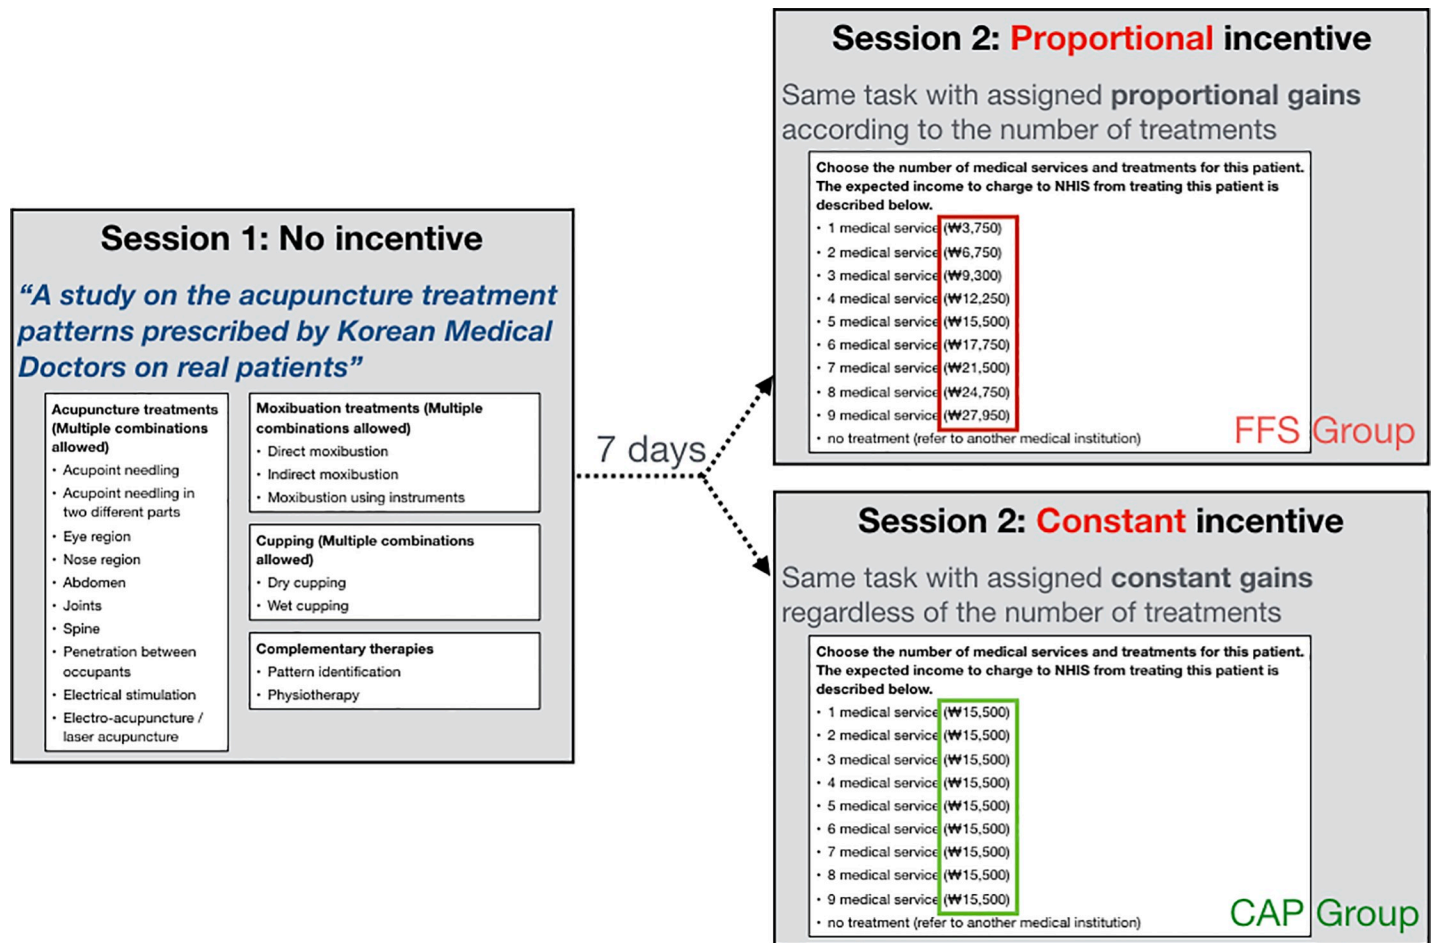 Session 1: No incentive
“A study on the acupuncture treatment
patterns prescribed by Korean Medical
Doctors on real patients”
Acupuncture treatments
(Multiple combinations
allowed)
• Acupoint needling
• Acupoint needling in
two different parts
• Eye region
• Nose region
• Abdomen
• Joints
• Spine
• Penetration between
occupants
• Electrical stimulation
• Electro-acupuncture /
laser acupuncture
Moxibuation treatments (Multiple
combinations allowed)
• Direct moxibustion
• Indirect moxibustion
• Moxibustion using instruments
Cupping (Multiple combinations
allowed)
• Dry cupping
• Wet cupping
Complementary therapies
• Pattern identification
• Physiotherapy
7 days
Session 2: Proportional incentive
Same task with assigned proportional gains
according to the number of treatments
Choose the number of medical services and treatments for this patient.
The expected income to charge to NHIS from treating this patient is
described below.
• 1 medical service (₩3,750)
• 2 medical service (₩6,750)
• 3 medical service (₩9,300)
• 4 medical service (₩12,250)
• 5 medical service (₩15,500)
• 6 medical service (₩17,750)
• 7 medical service (₩21,500)
• 8 medical service (₩24,750)
• 9 medical service (₩27,950)
• no treatment (refer to another medical institution)
FFS Group
Session 2: Constant incentive
Same task with assigned constant gains
regardless of the number of treatments
Choose the number of medical services and treatments for this patient.
The expected income to charge to NHIS from treating this patient is
described below.
• 1 medical service (₩15,500)
• 2 medical service (₩15,500)
• 3 medical service (₩15,500)
• 4 medical service (₩15,500)
• 5 medical service (₩15,500)
• 6 medical service (₩15,500)
• 7 medical service (₩15,500)
• 8 medical service (₩15,500)
• 9 medical service (₩15,500)
• no treatment (refer to another medical institution)
CAP Group